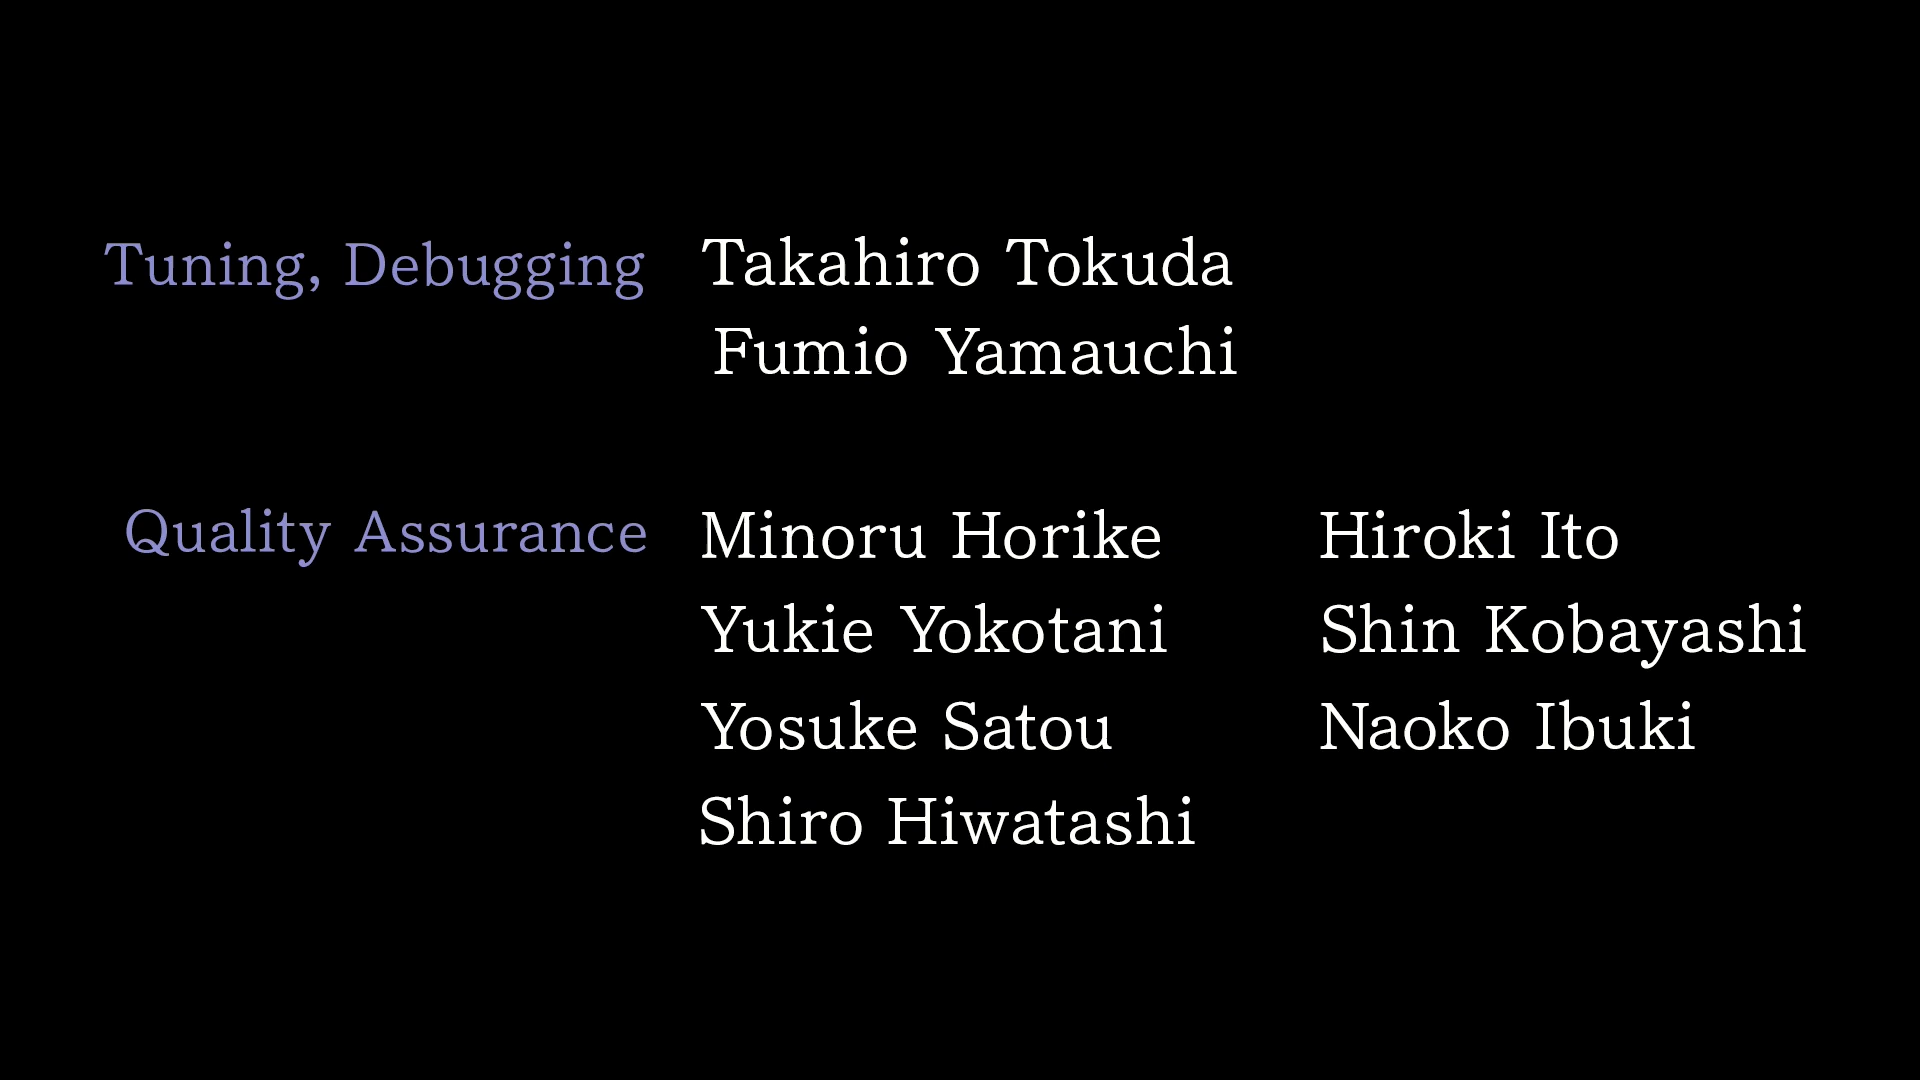 Tuning, Debugging Takahiro Tokuda
Fumio Yamauchi
Quality Assurance Minoru Horike Hiroki Ito
Yukie Yokotani Shin Kobayashi
Yosuke Satou Naoko Ibuki
Shiro Hiwatashi